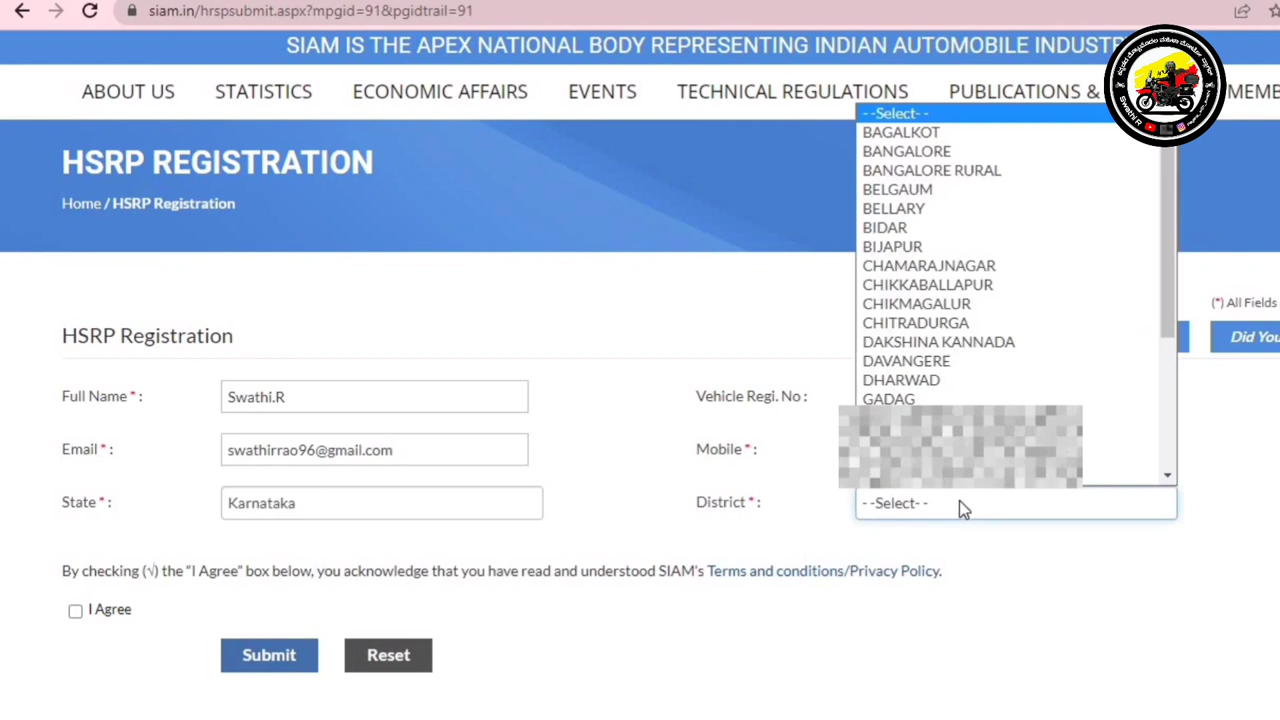 siam.in/hrspsubmit.aspx?mpgid=91&pgidtrail=91
SIAM IS THE APEX NATIONAL BODY REPRESENTING INDIAN AUTOMOBILE INDUSTRY
ABOUT US STATISTICS ECONOMIC AFFAIRS EVENTS TECHNICAL REGULATIONS PUBLICATIONS & MEMB
Swathi R
HSRP REGISTRATION
Home / HSRP Registration
--Select--
BAGALKOT
BANGALORE
BANGALORE RURAL
BELGAUM
BELLARY
BIDAR
BIJAPUR
CHAMARAJNAGAR
CHIKKABALLAPUR
CHIKMAGALUR
CHITRADURGA
DAKSHINA KANNADA
DAVANGERE
DHARWAD
GADAG
(*) All Fields
Did You
HSRP Registration
Full Name * : Swathi.R Vehicle Regi. No :
Email * : swathirrao96@gmail.com Mobile * :
State * : Karnataka District * : --Select--
By checking (√) the “I Agree” box below, you acknowledge that you have read and understood SIAM's Terms and conditions/Privacy Policy.
I Agree
Submit Reset